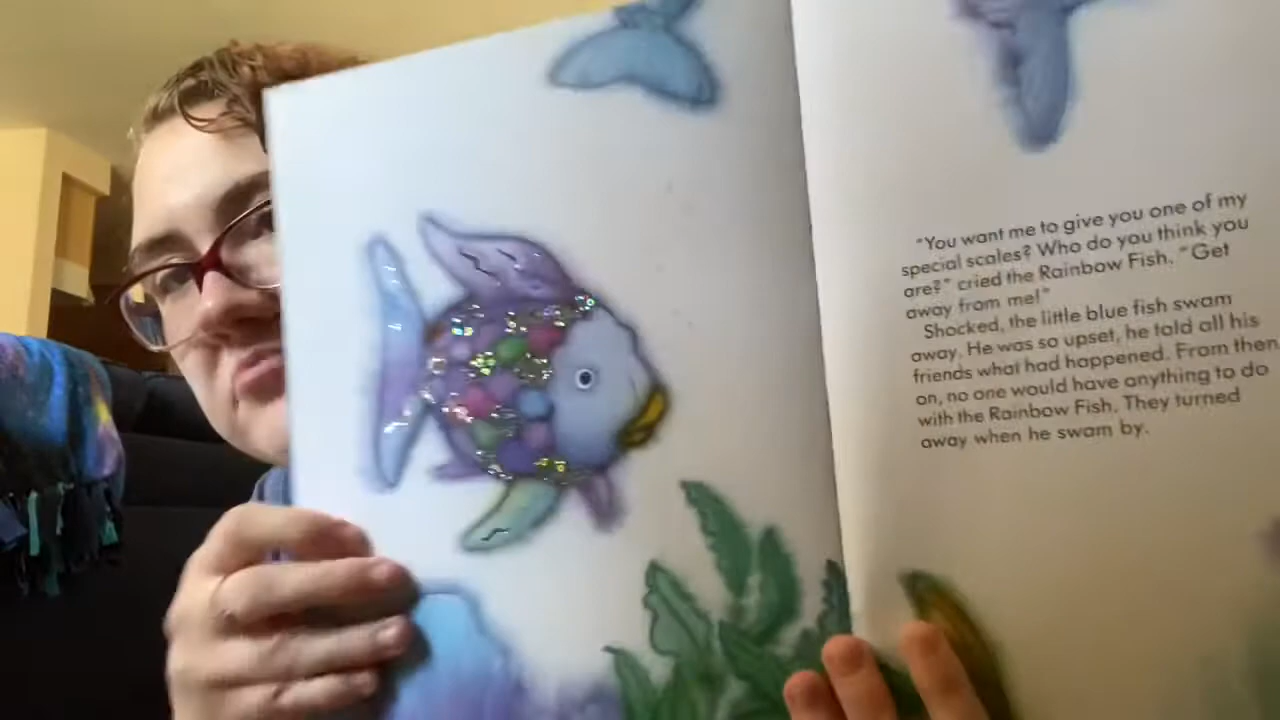 "You want me to give you one of my
special scales? Who do you think you
are?" cried the Rainbow Fish. "Get
away from me!"
Shocked, the little blue fish swam
away. He was so upset, he told all his
friends what had happened. From then
on, no one would have anything to do
with the Rainbow Fish. They turned
away when he swam by.